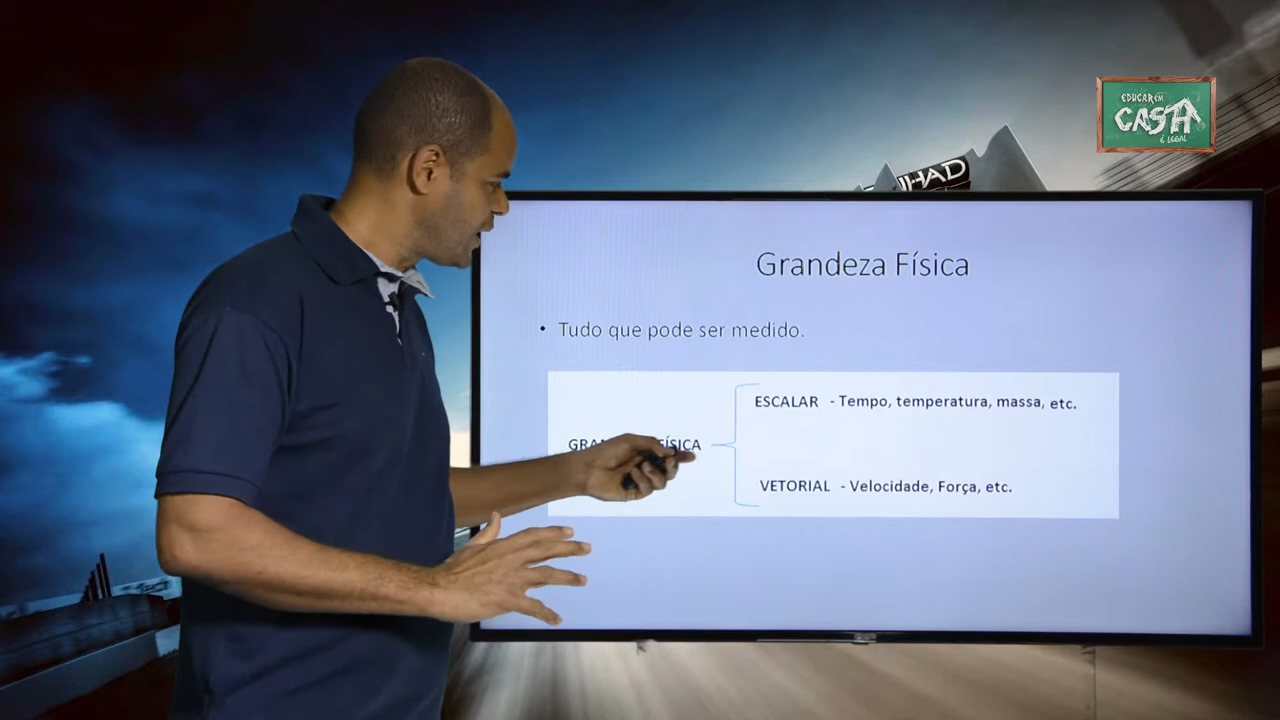 EDUCAR EM
CASA
É LEGAL
Grandeza Física
• Tudo que pode ser medido.
ESCALAR - Tempo, temperatura, massa, etc.
FÍSICA
VETORIAL - Velocidade, Força, etc.